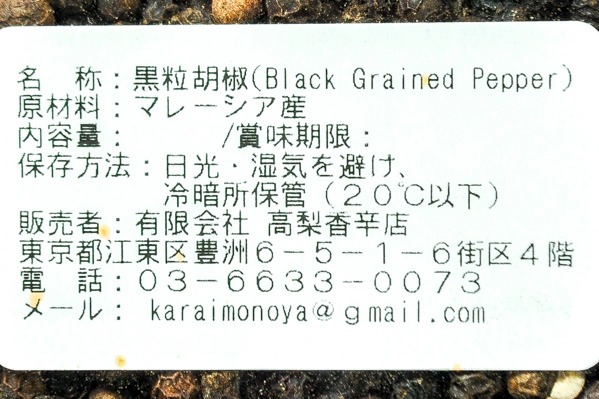 名　称：黒粒胡椒(Black Grained Pepper)
原材料：マレーシア産
内容量：　　　/賞味期限：
保存方法：日光・湿気を避け、
冷暗所保管（２０℃以下）
販売者：有限会社 高梨香辛店
東京都江東区豊洲６－５－１－６街区４階
電　話：０３－６６３３－００７３
メール： karaimonoya@gmail.com